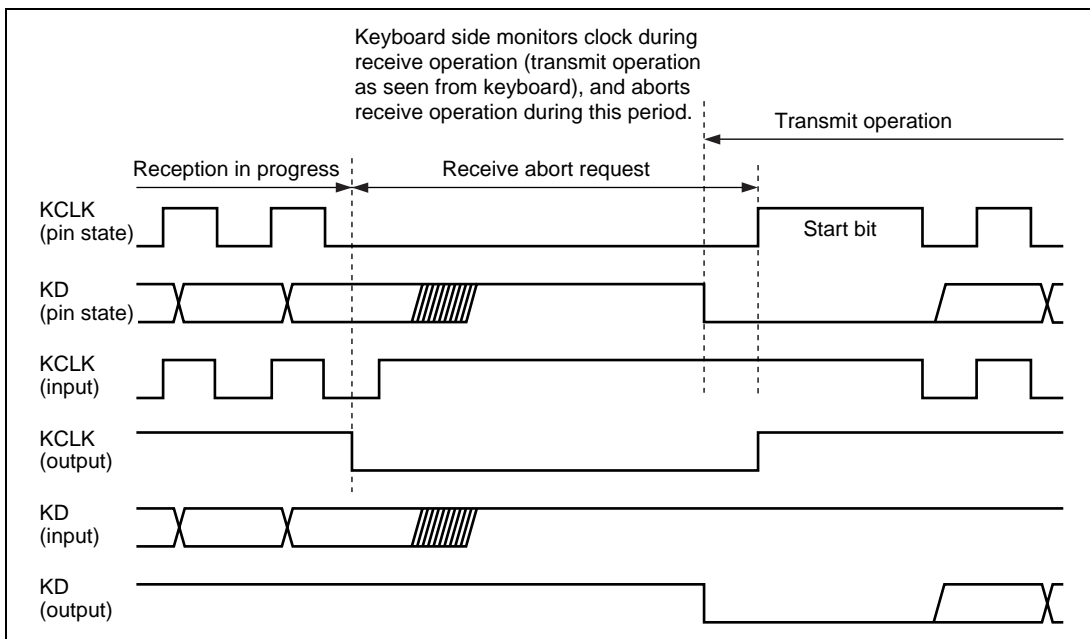 Keyboard side monitors clock during
receive operation (transmit operation
as seen from keyboard), and aborts
receive operation during this period.
Transmit operation
Reception in progress
Receive abort request
KCLK
(pin state)
Start bit
KD
(pin state)
KCLK
(input)
KCLK
(output)
KD
(input)
KD
(output)